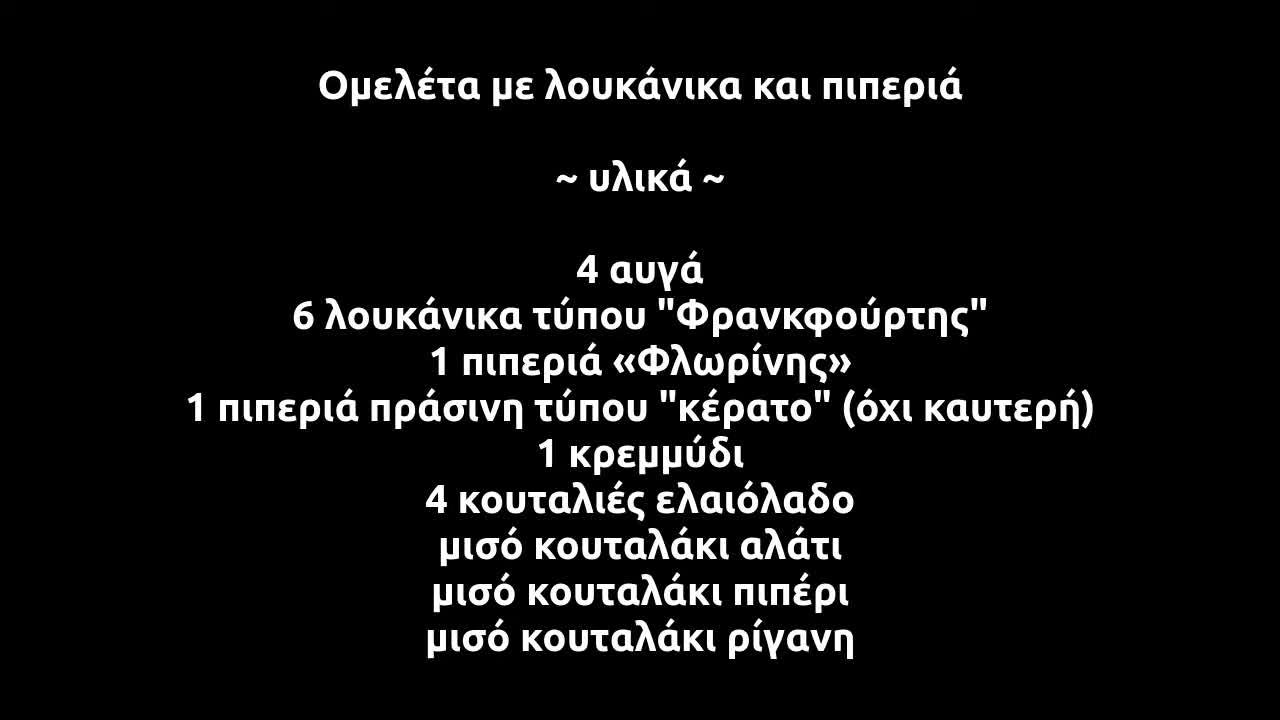 Ομελέτα με λουκάνικα και πιπεριά
~ υλικά ~
4 αυγά
6 λουκάνικα τύπου "Φρανκφούρτης"
1 πιπεριά «Φλωρίνης»
1 πιπεριά πράσινη τύπου "κέρατο" (όχι καυτερή)
1 κρεμμύδι
4 κουταλιές ελαιόλαδο
μισό κουταλάκι αλάτι
μισό κουταλάκι πιπέρι
μισό κουταλάκι ρίγανη